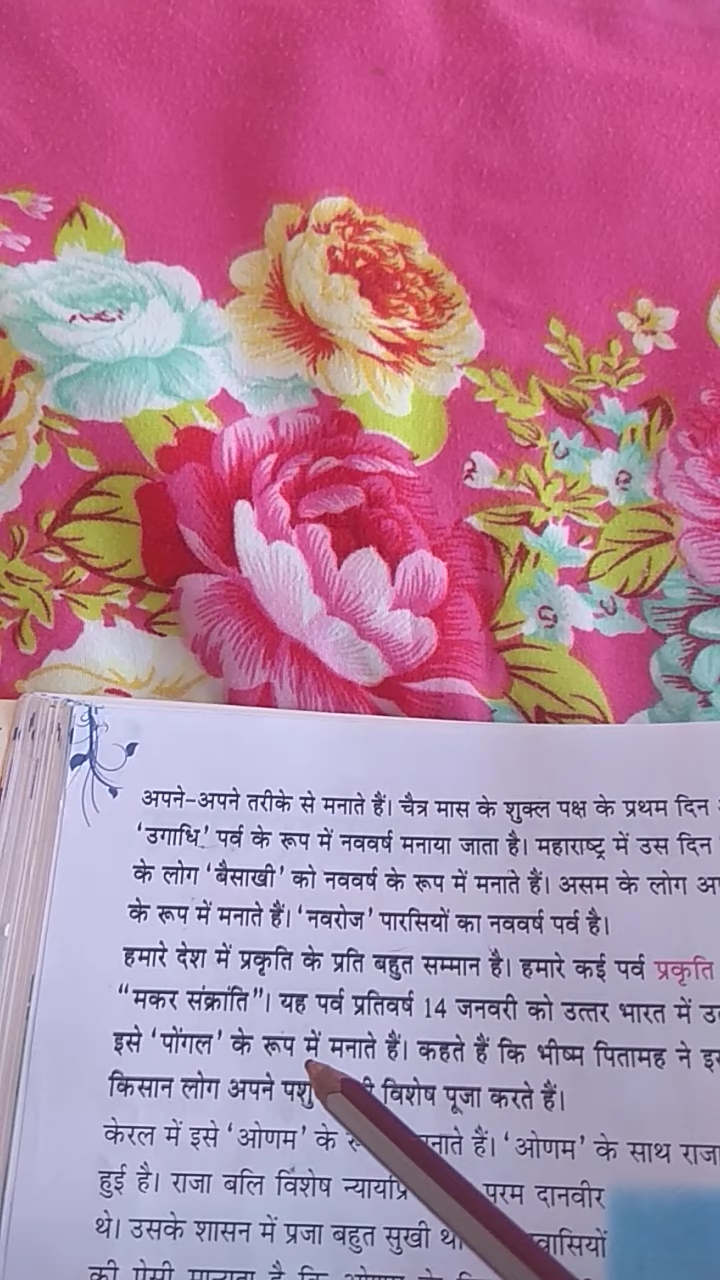 अपने-अपने तरीके से मनाते हैं। चैत्र मास के शुक्ल पक्ष के प्रथम दिन
'उगाधि' पर्व के रूप में नववर्ष मनाया जाता है। महाराष्ट्र में उस दिन
के लोग 'बैसाखी' को नववर्ष के रूप में मनाते हैं। असम के लोग
के रूप में मनाते हैं। 'नवरोज' पारसियों का नववर्ष पर्व है।
हमारे देश में प्रकृति के प्रति बहुत सम्मान है। हमारे कई पर्व प्रकृति
"मकर संक्रांति"। यह पर्व प्रतिवर्ष 14 जनवरी को उत्तर भारत में
इसे 'पोंगल' के रूप में मनाते हैं। कहते हैं कि भीष्म पितामह ने
किसान लोग अपने विशेष पूजा करते हैं।
केरल में इसे 'ओणम' के हैं। 'ओणम' के साथ राजा
हुई है। राजा बलि विशेष परम दानवीर
थे। उसके शासन में प्रजा बहुत सुखी